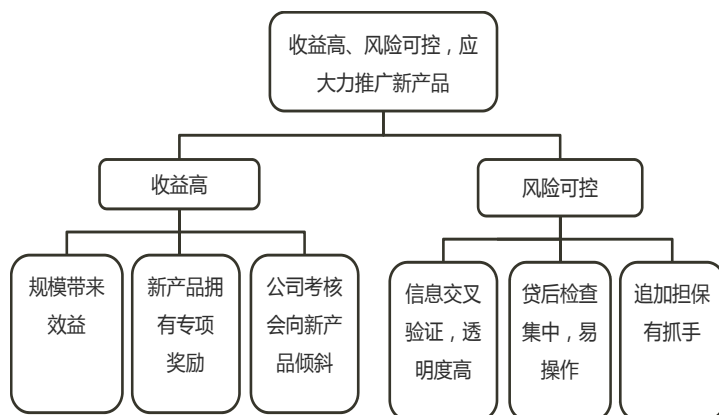 收益高、风险可控，应
大力推广新产品
收益高
风险可控
规模带来
效益
新产品拥
有专项
奖励
公司考核
会向新产
品倾斜
信息交叉
验证，透
明度高
贷后检查
集中，易
操作
追加担保
有抓手